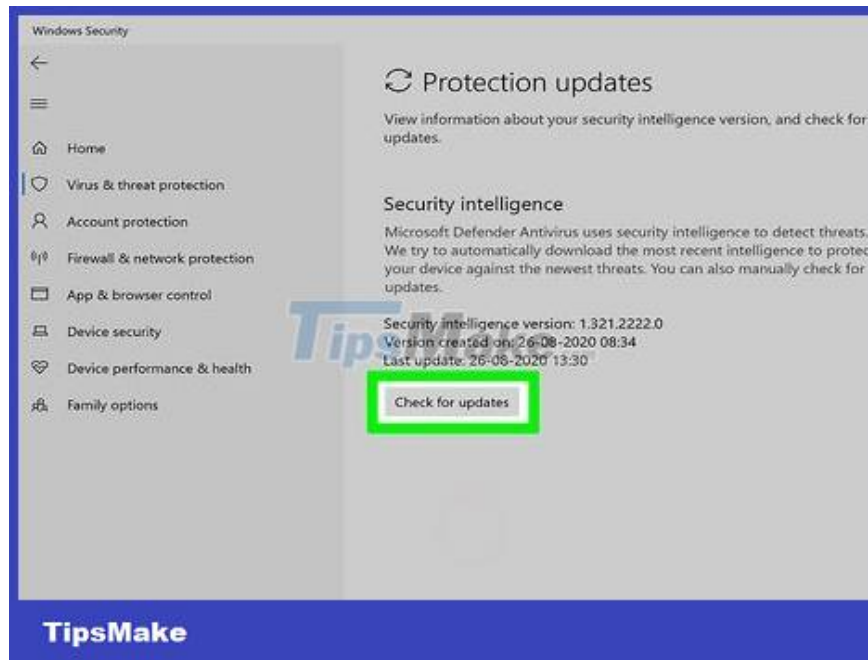 Windows Security
Protection updates
View information about your security intelligence version, and check for
updates.
Home
Virus & threat protection
Account protection
Firewall & network protection
App & browser control
Device security
Device performance & health
Family options
Security intelligence
Microsoft Defender Antivirus uses security intelligence to detect threats.
We try to automatically download the most recent intelligence to protec
your device against the newest threats. You can also manually check for
updates.
Security intelligence version: 1.321.2222.0
Version created on: 26-08-2020 08:34
Last update: 26-08-2020 13:30
Check for updates
TipsMake
TipsMake